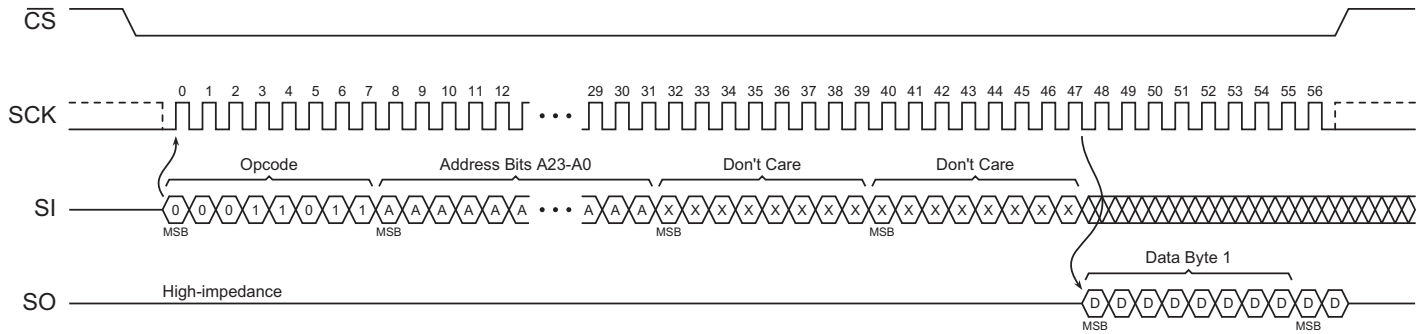 CS
SCK
0 1 2 3 4 5 6 7 8 9 10 11 12 29 30 31 32 33 34 35 36 37 38 39 40 41 42 43 44 45 46 47 48 49 50 51 52 53 54 55 56
Opcode Address Bits A23-A0 Don't Care Don't Care
SI
0 0 0 1 1 0 1 1 A A A A A A A A A X X X X X X X X X X X X X X X X
MSB MSB MSB MSB
Data Byte 1
SO
High-impedance
D D D D D D D D D D
MSB MSB